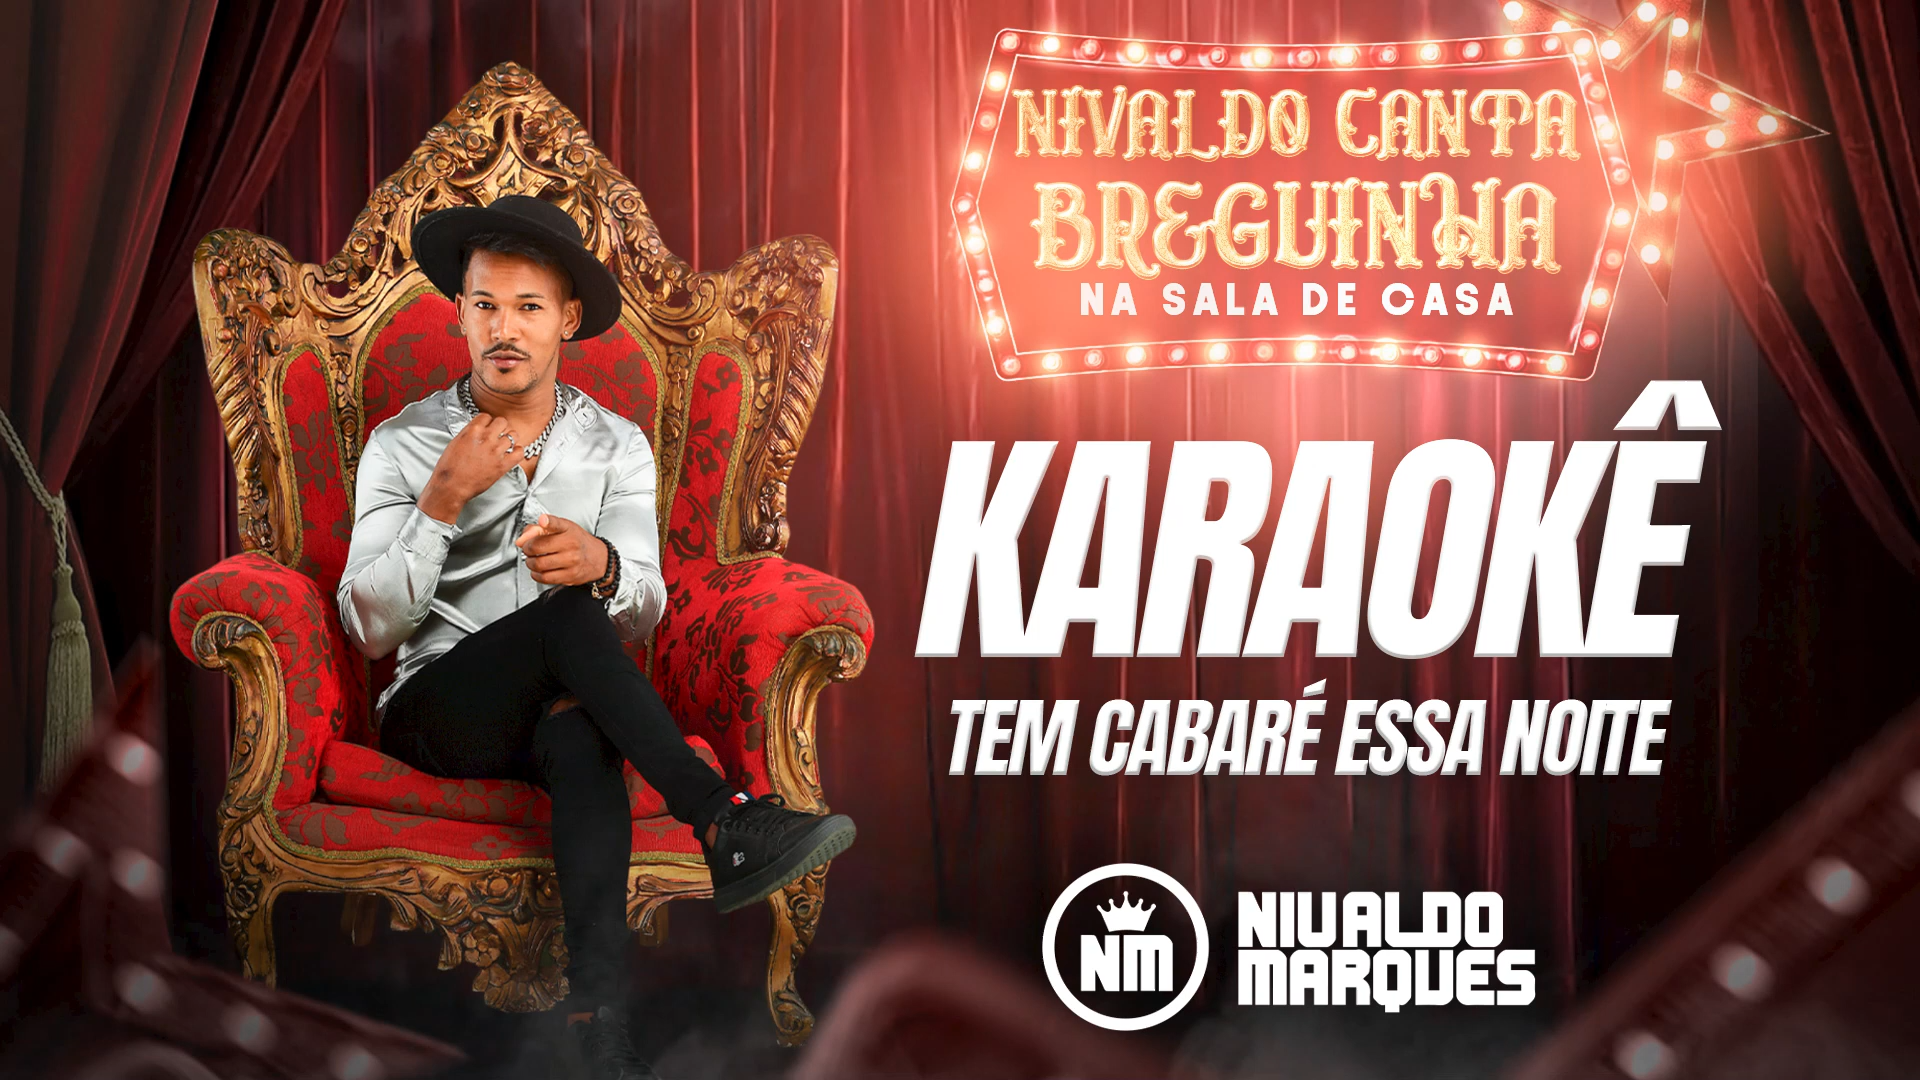 NIVALDO CANTA
BREGUINHA
NA SALA DE CASA
KARAOKÊ
TEM CABARÉ ESSA NOITE
NM
NIVALDO
MARQUES